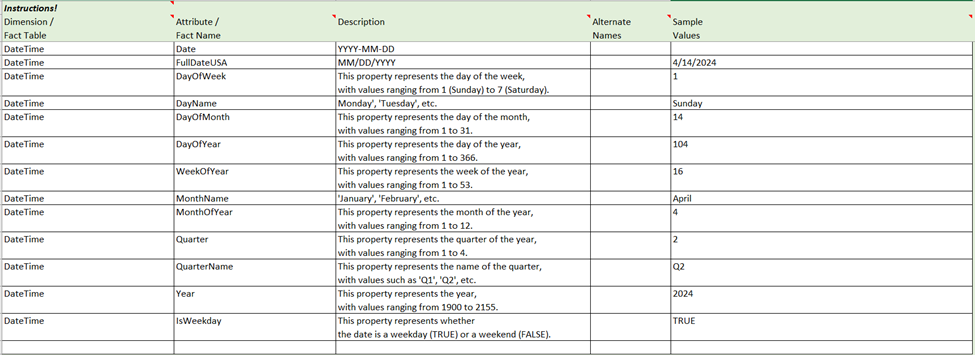 Instructions!
Dimension / Attribute / Description Alternate Sample
Fact Table Fact Name Names Values
DateTime Date YYYY-MM-DD
DateTime FullDateUSA MM/DD/YYYY 4/14/2024
DateTime DayOfWeek This property represents the day of the week, 1
with values ranging from 1 (Sunday) to 7 (Saturday).
DateTime DayName Monday', 'Tuesday', etc. Sunday
DateTime DayOfMonth This property represents the day of the month, 14
with values ranging from 1 to 31.
DateTime DayOfYear This property represents the day of the year, 104
with values ranging from 1 to 366.
DateTime WeekOfYear This property represents the week of the year, 16
with values ranging from 1 to 53.
DateTime MonthName 'January', 'February', etc. April
DateTime MonthOfYear This property represents the month of the year, 4
with values ranging from 1 to 12.
DateTime Quarter This property represents the quarter of the year, 2
with values ranging from 1 to 4.
DateTime QuarterName This property represents the name of the quarter, Q2
with values such as 'Q1', 'Q2', etc.
DateTime Year This property represents the year, 2024
with values ranging from 1900 to 2155.
DateTime IsWeekday This property represents whether TRUE
the date is a weekday (TRUE) or a weekend (FALSE).